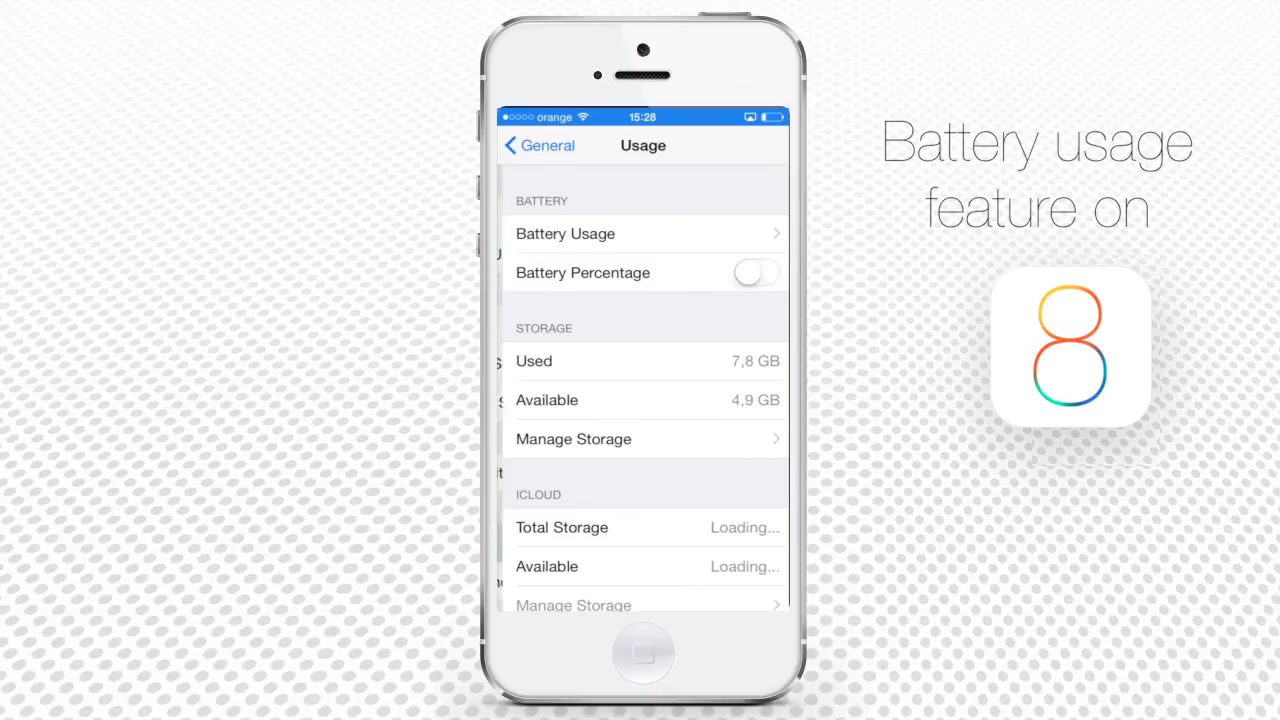 orange 15:28
General Usage
BATTERY
Battery Usage
Battery Percentage
STORAGE
Used 7,8 GB
Available 4,9 GB
Manage Storage
ICLOUD
Total Storage Loading...
Available Loading...
Manage Storage
Battery usage
feature on
8